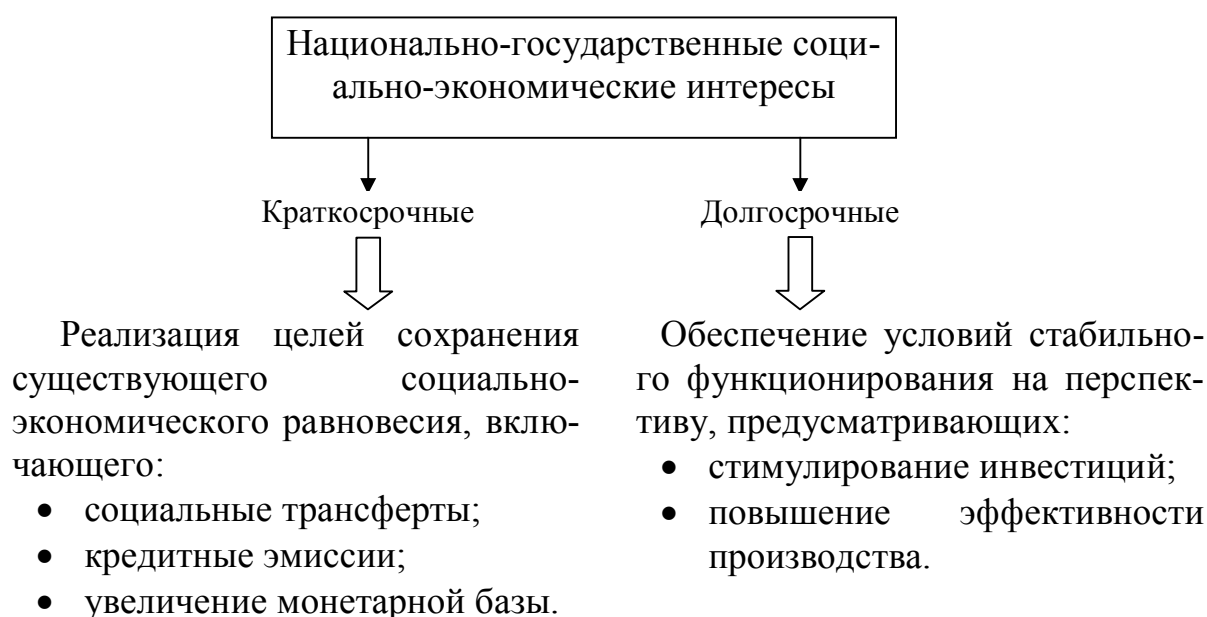 Национально-государственные соци-
ально-экономические интересы
Краткосрочные
Долгосрочные
Реализация целей сохранения
существующего социально-
экономического равновесия, вклю-
чающего:
• социальные трансферты;
• кредитные эмиссии;
• увеличение монетарной базы.
Обеспечение условий стабильно-
го функционирования на перспек-
тиву, предусматривающих:
• стимулирование инвестиций;
• повышение эффективности
производства.